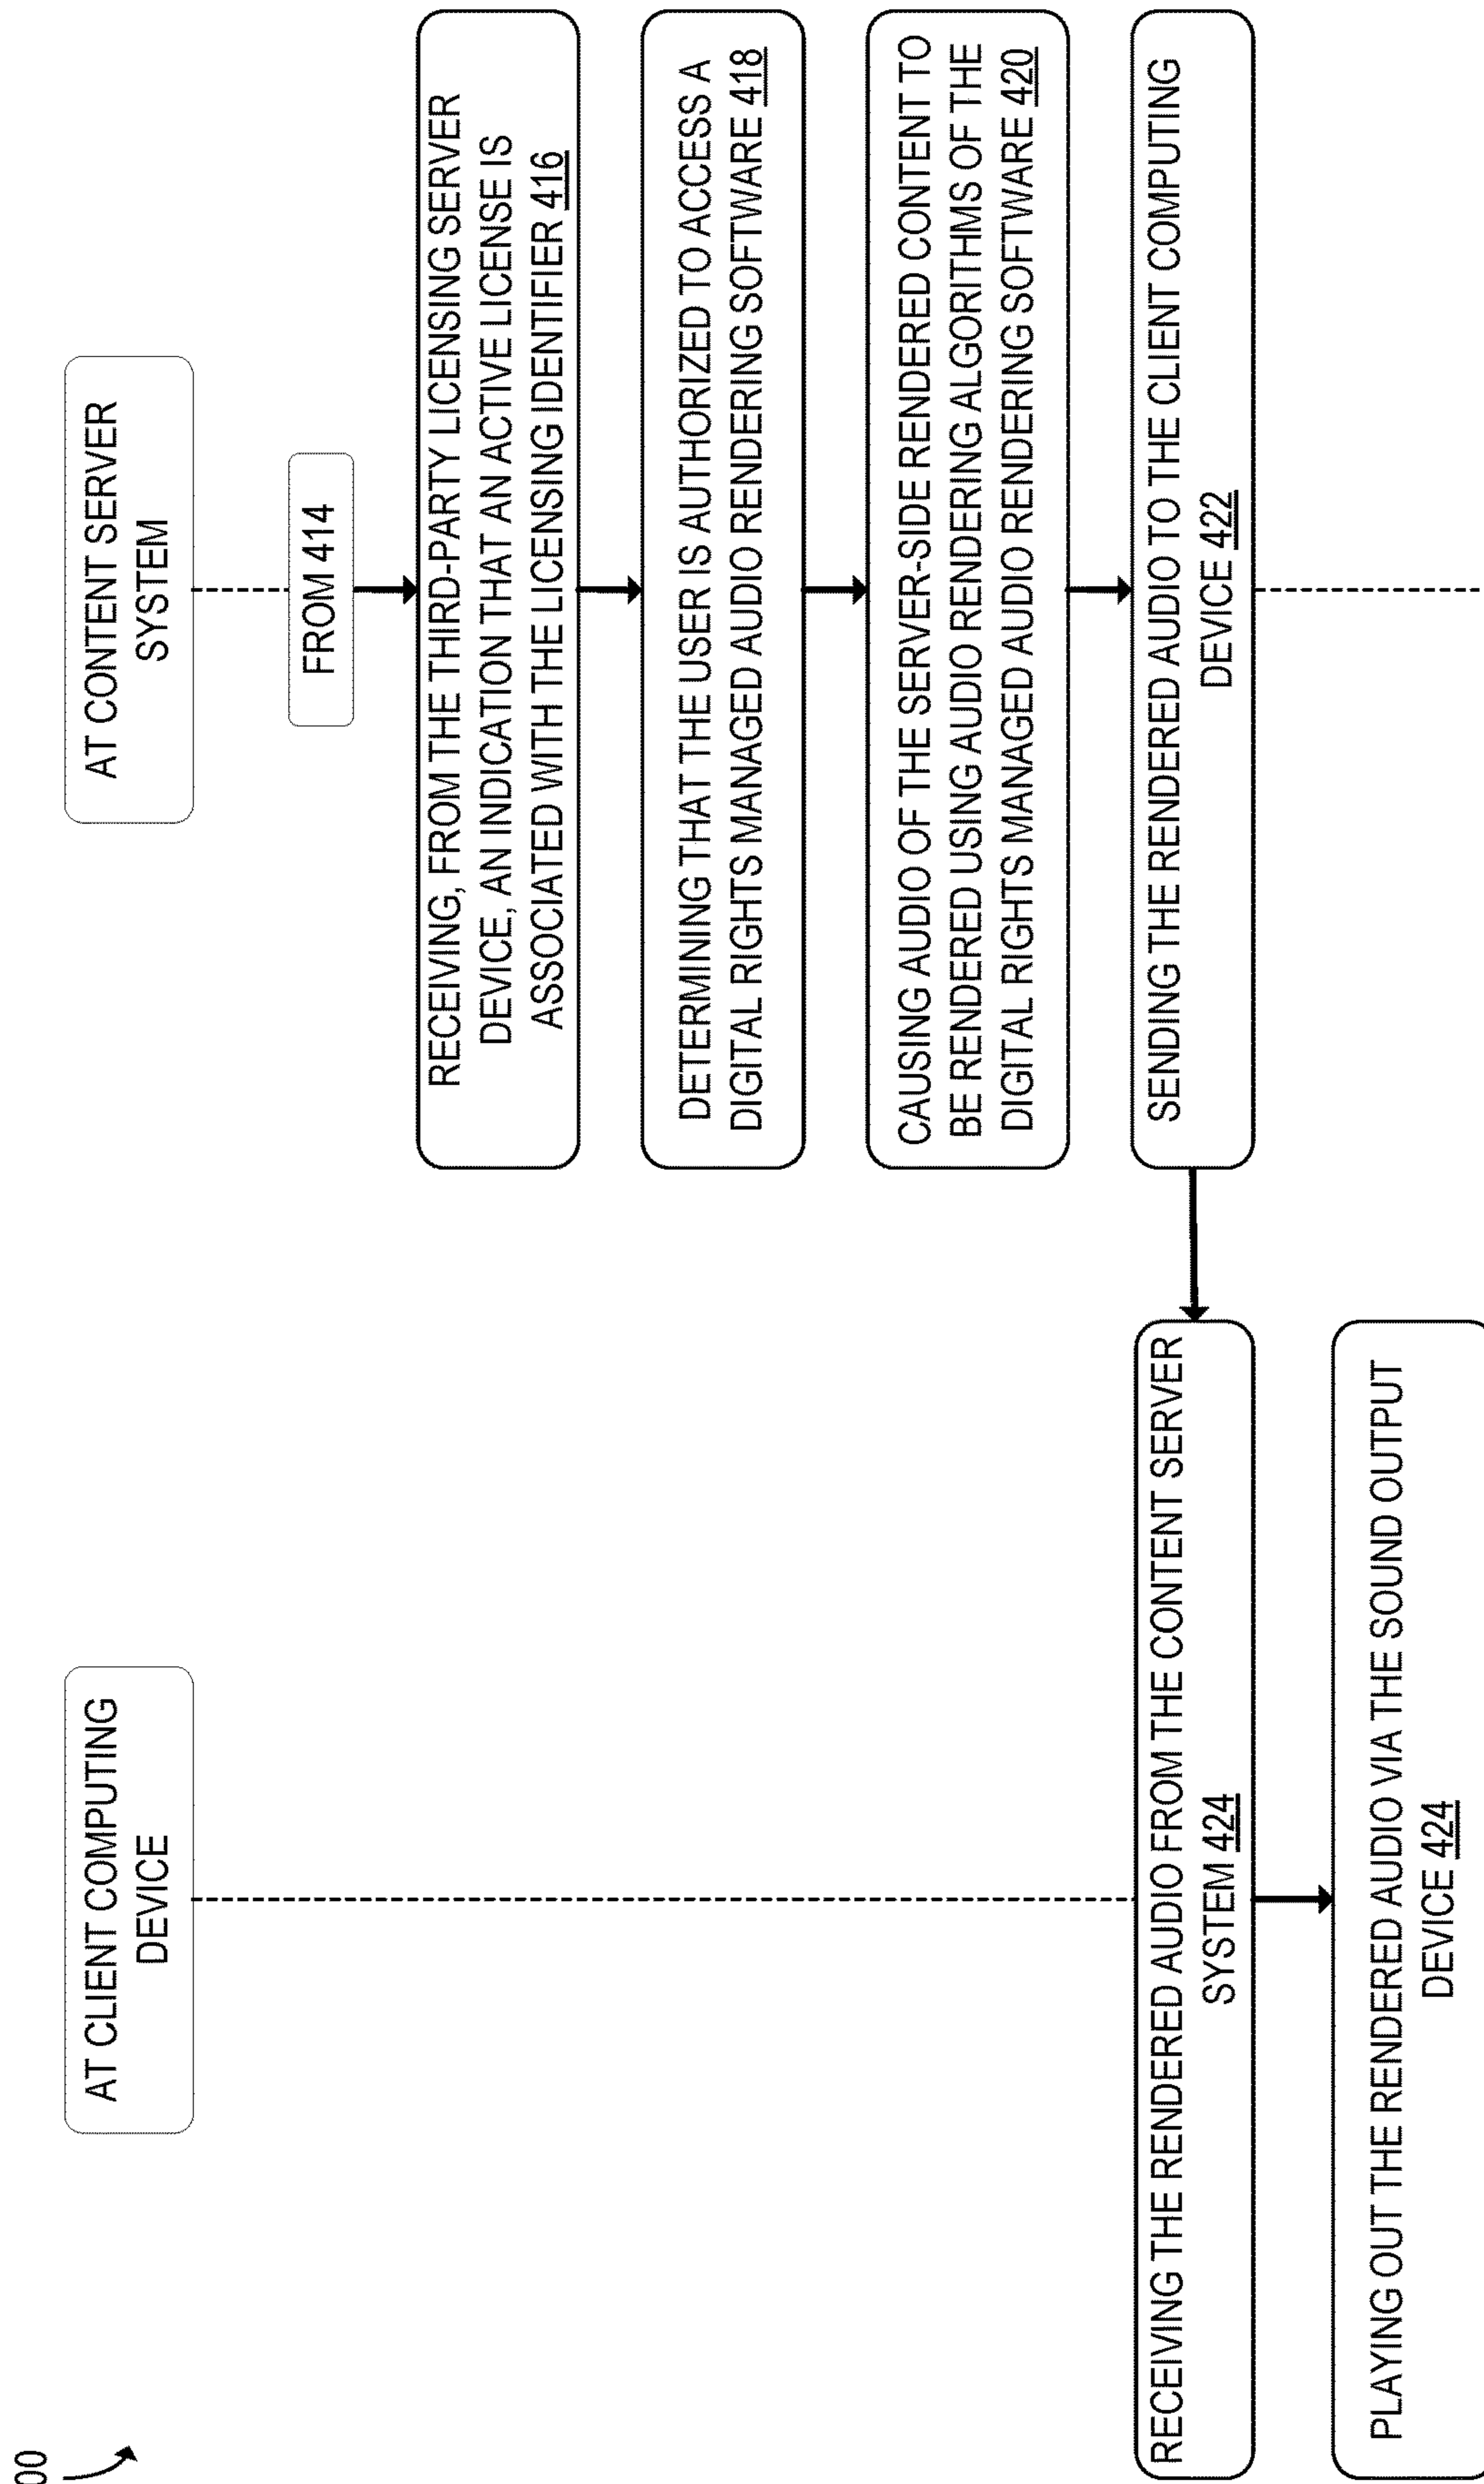 00
AT CLIENT COMPUTING
DEVICE
AT CONTENT SERVER
SYSTEM
FROM 414
RECEIVING, FROM THE THIRD-PARTY LICENSING SERVER
DEVICE, AN INDICATION THAT AN ACTIVE LICENSE IS
ASSOCIATED WITH THE LICENSING IDENTIFIER 416
DETERMINING THAT THE USER IS AUTHORIZED TO ACCESS A
DIGITAL RIGHTS MANAGED AUDIO RENDERING SOFTWARE 418
CAUSING AUDIO OF THE SERVER-SIDE RENDERED CONTENT TO
BE RENDERED USING AUDIO RENDERING ALGORITHMS OF THE
DIGITAL RIGHTS MANAGED AUDIO RENDERING SOFTWARE 420
SENDING THE RENDERED AUDIO TO THE CLIENT COMPUTING
DEVICE 422
RECEIVING THE RENDERED AUDIO FROM THE CONTENT SERVER
SYSTEM 424
PLAYING OUT THE RENDERED AUDIO VIA THE SOUND OUTPUT
DEVICE 424